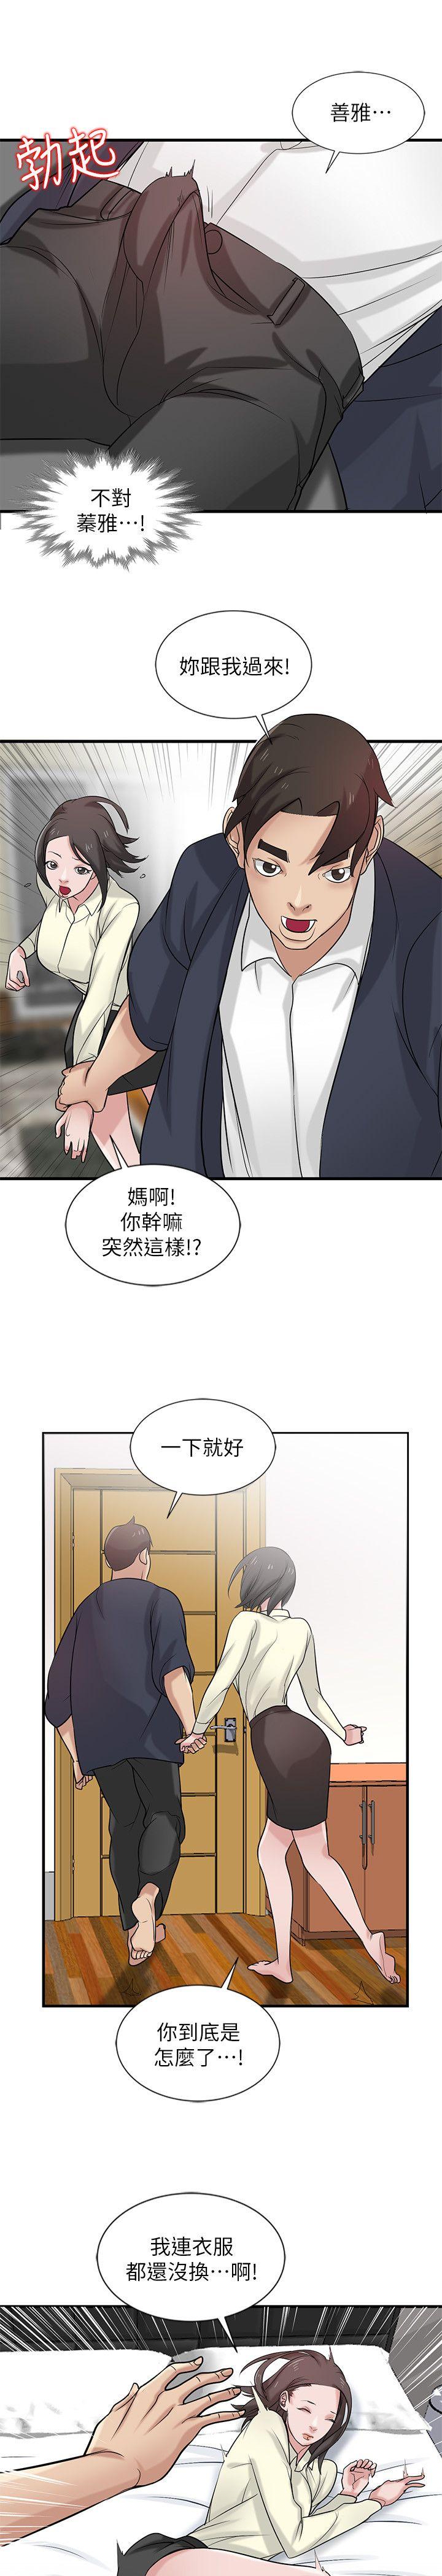 善雅⋯
勃起
不對
蓁雅⋯!
妳跟我過來!
媽啊!
你幹嘛
突然這樣!?
一下就好
你到底是
怎麼了⋯!
我連衣服
都還沒換⋯啊!